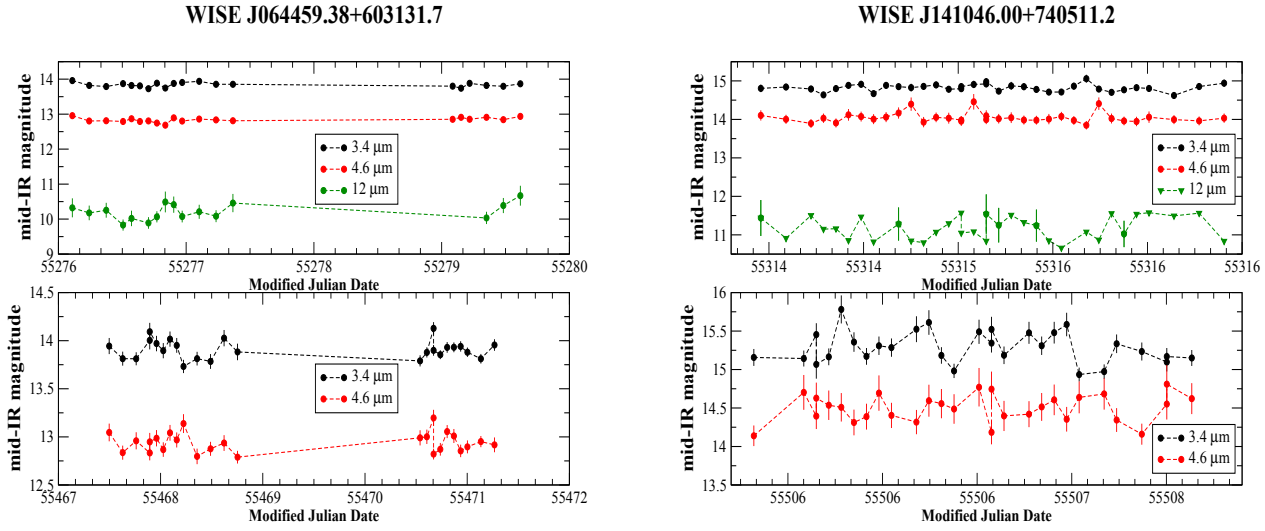 WISE J064459.38+603131.7
WISE J141046.00+740511.2
mid-IR magnitude
14
13
12
11
10
9
3.4 µm
4.6 µm
12 µm
55276
55277
55278
55279
55280
Modified Julian Date
mid-IR magnitude
15
14
13
12
11
3.4 µm
4.6 µm
12 µm
55314
55314
55315
55316
55316
55316
Modified Julian Date
mid-IR magnitude
14.5
14
13.5
13
12.5
3.4 µm
4.6 µm
55467
55468
55469
55470
55471
55472
Modified Julian Date
mid-IR magnitude
16
15.5
15
14.5
14
13.5
3.4 µm
4.6 µm
55506
55506
55506
55507
55508
Modified Julian Date